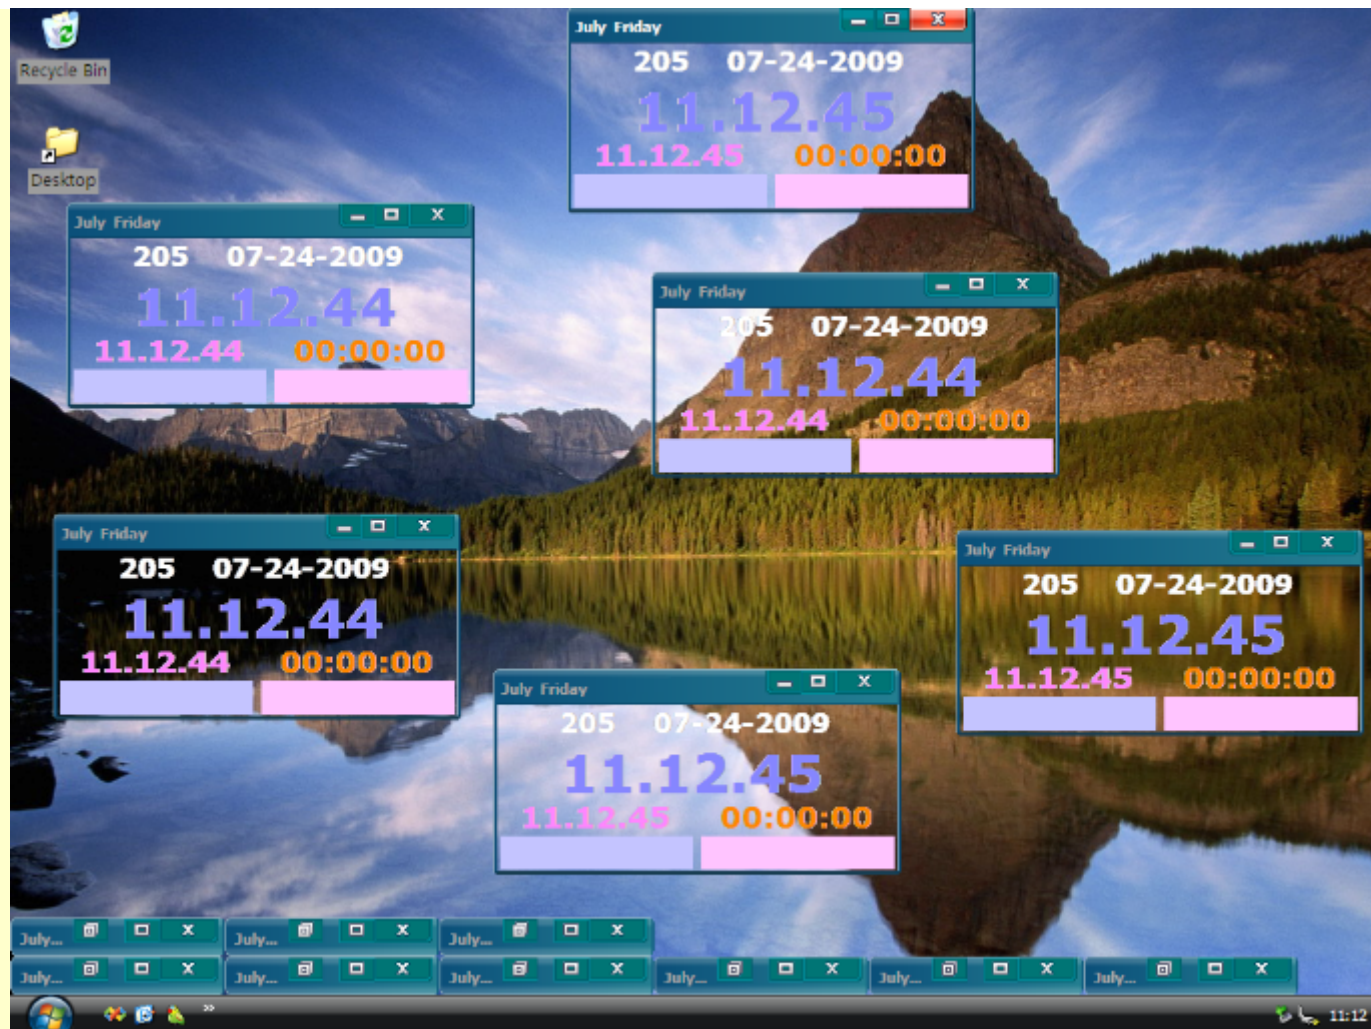 Recycle Bin
Desktop
July Friday
205 07-24-2009
11.12.45
11.12.45 00:00:00
July Friday
205 07-24-2009
11.12.44
11.12.44 00:00:00
July Friday
205 07-24-2009
11.12.44
11.12.44 00:00:00
July Friday
205 07-24-2009
11.12.44
11.12.44 00:00:00
July Friday
205 07-24-2009
11.12.45
11.12.45 00:00:00
July Friday
205 07-24-2009
11.12.45
11.12.45 00:00:00
July... July... July...
July... July... July... July... July... July...
11:12